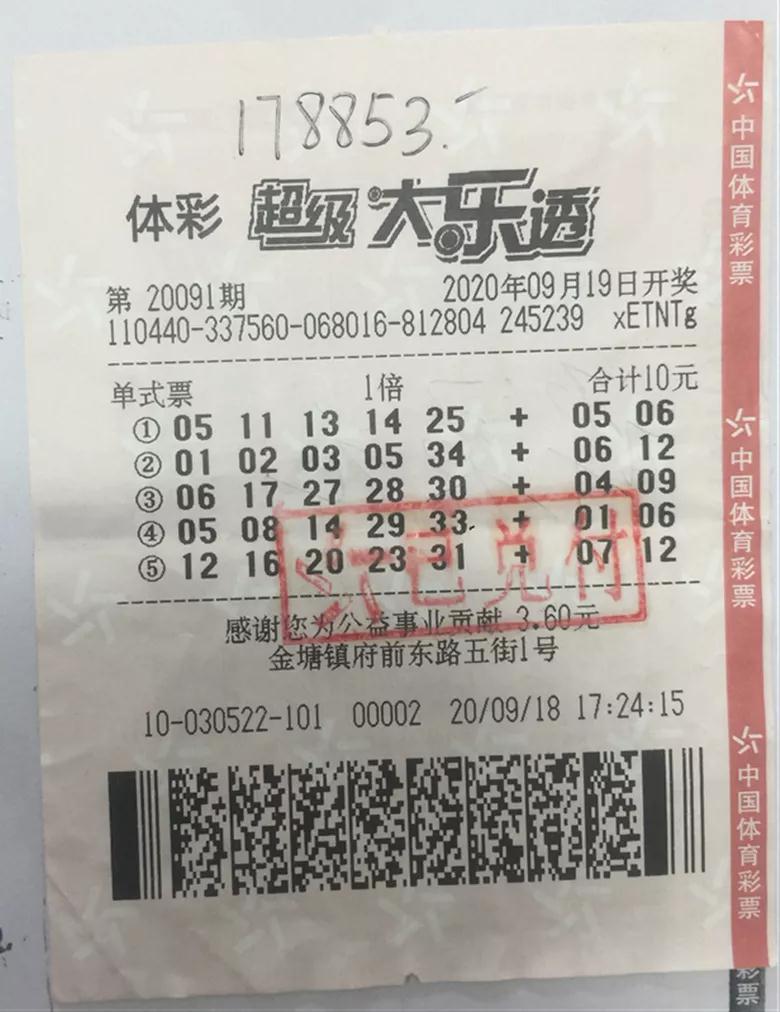 178853.
体彩 超级大乐透
第 20091期 2020年09月19日开奖
110440-337560-068016-812804 245239 xETNTg
单式票 1倍 合计10元
① 05 11 13 14 25 + 05 06
② 01 02 03 05 34 + 06 12
③ 06 17 27 28 30 + 04 09
④ 05 08 14 29 33 + 01 06
⑤ 12 16 20 23 31 + 07 12
已兑付
感谢您为公益事业贡献 3.60元
金塘镇府前东路五街1号
10-030522-101 00002 20/09/18 17:24:15
中国体育彩票
中国体育彩票
中国体育彩票
彩票